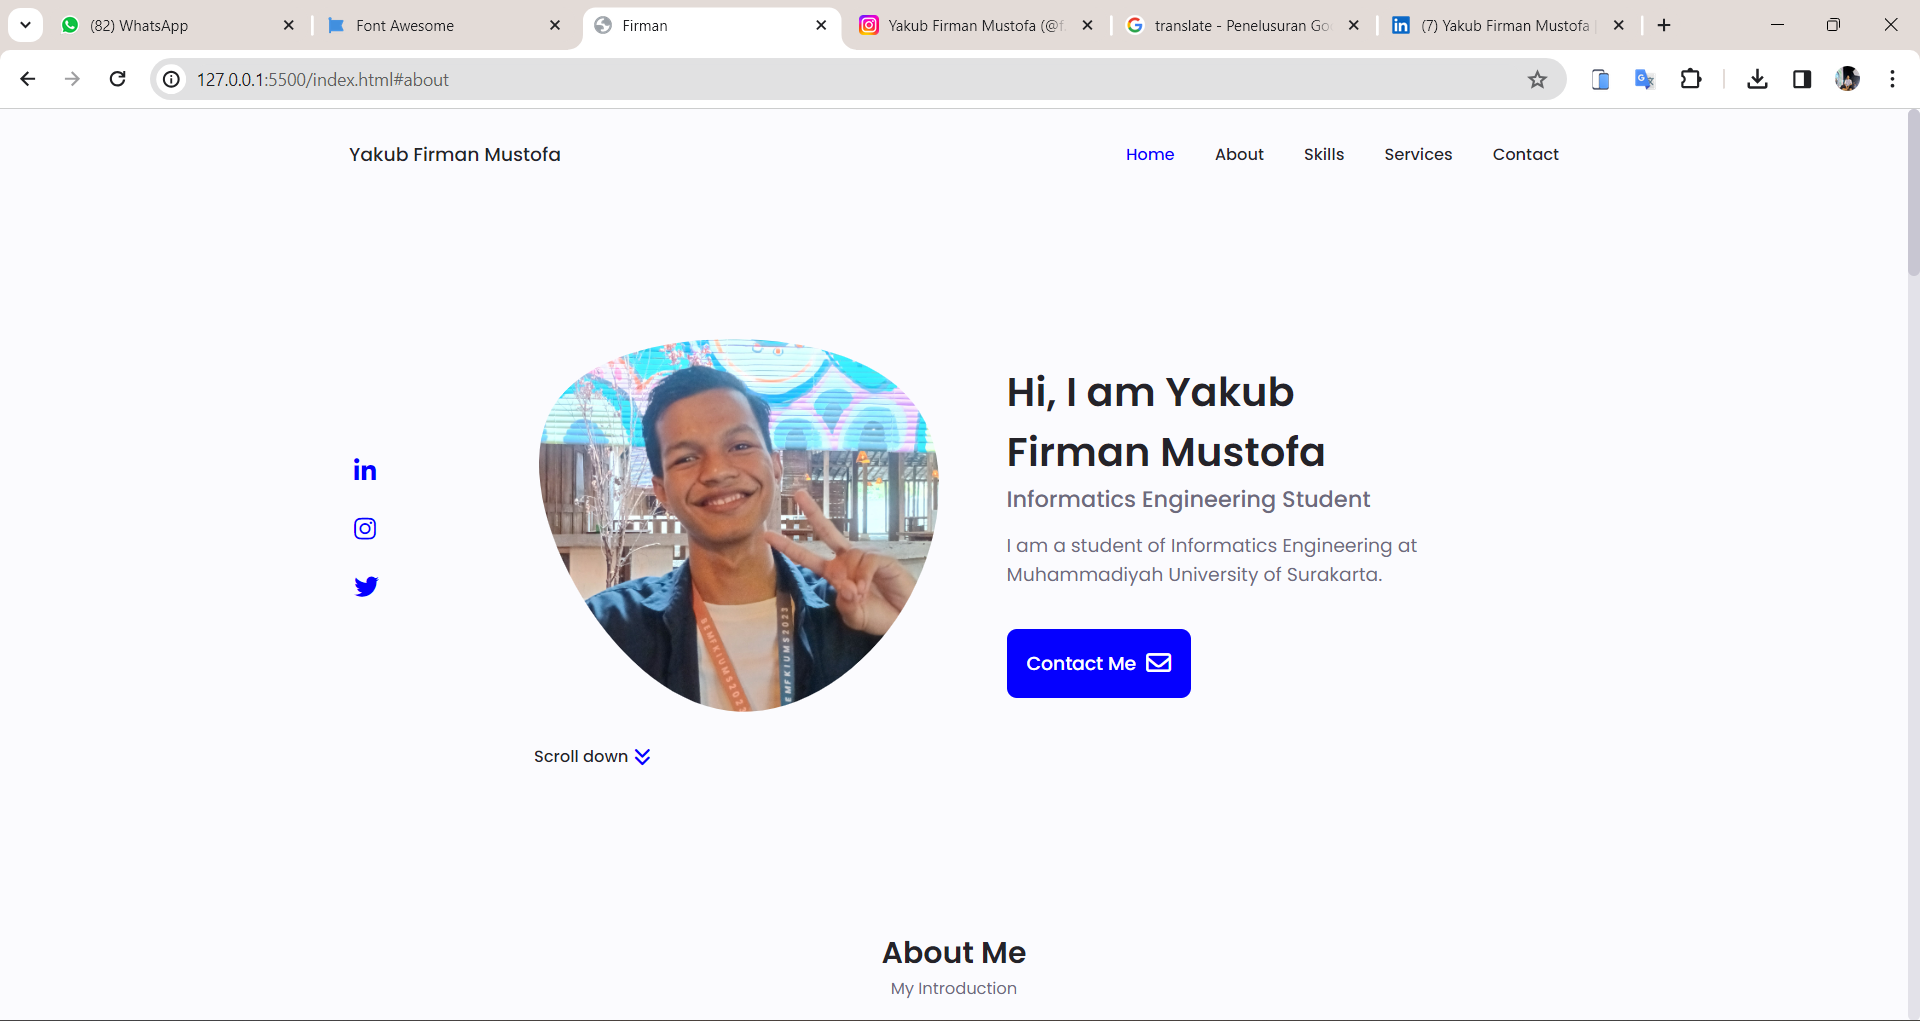 (82) WhatsApp
Font Awesome
Firman
Yakub Firman Mustofa (@f
translate - Penelusuran Go
(7) Yakub Firman Mustofa |
127.0.0.1:5500/index.html#about
Yakub Firman Mustofa
Home About Skills Services Contact
in
Hi, I am Yakub
Firman Mustofa
Informatics Engineering Student
I am a student of Informatics Engineering at
Muhammadiyah University of Surakarta.
Contact Me
BEMFKIUMS2023
EMFKIUMS2023
Scroll down
About Me
My Introduction